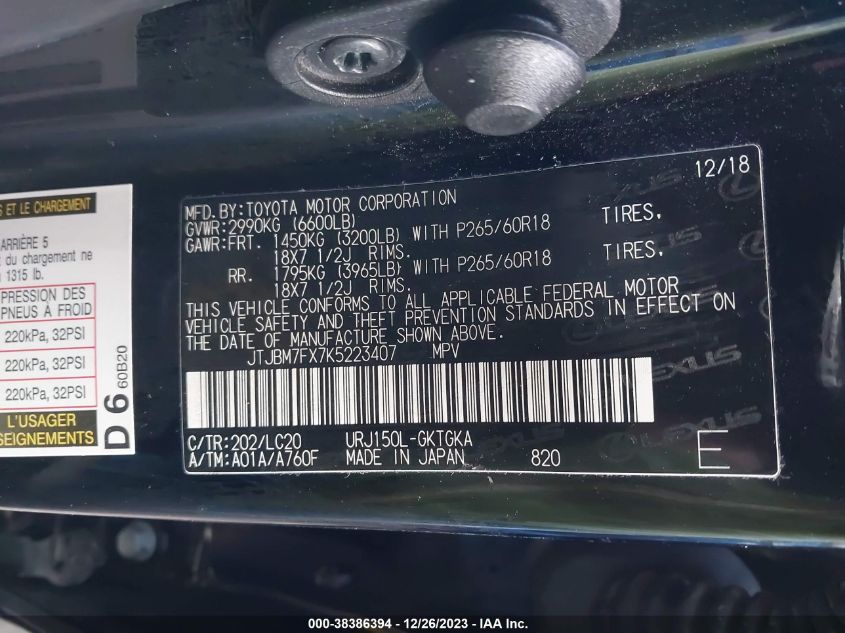 S ET LE CHARGEMENT
ARRIÈRE 5
t du chargement ne
1315 lb.
PRESSION DES
PNEUS À FROID
220kPa, 32PSI
220kPa, 32PSI
220kPa, 32PSI
L'USAGER
SEIGNEMENTS
D6
60B20
12/18
MFD.BY:TOYOTA MOTOR CORPORATION
GVWR:2990KG (6600LB)
GAWR:FRT. 1450KG (3200LB) WITH P265/60R18 TIRES,
18X7 1/2J RIMS.
RR. 1795KG (3965LB) WITH P265/60R18 TIRES,
18X7 1/2J RIMS.
THIS VEHICLE CONFORMS TO ALL APPLICABLE FEDERAL MOTOR
VEHICLE SAFETY AND THEFT PREVENTION STANDARDS IN EFFECT ON
THE DATE OF MANUFACTURE SHOWN ABOVE.
JTJBM7FX7K5223407 MPV
LEXUS
LEXUS
C/TR:202/LC20 URJ150L-GKTGKA
A/TM:A01A/A760F MADE IN JAPAN 820 E
000-38386394 - 12/26/2023 - IAA Inc.